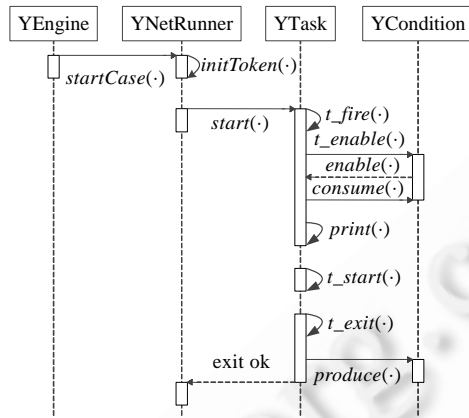 YEngine YNetRunner YTask YCondition
startCase(·)
initToken(·)
start(·)
t_fire(·)
t_enable(·)
enable(·)
consume(·)
print(·)
t_start(·)
t_exit(·)
exit ok
produce(·)